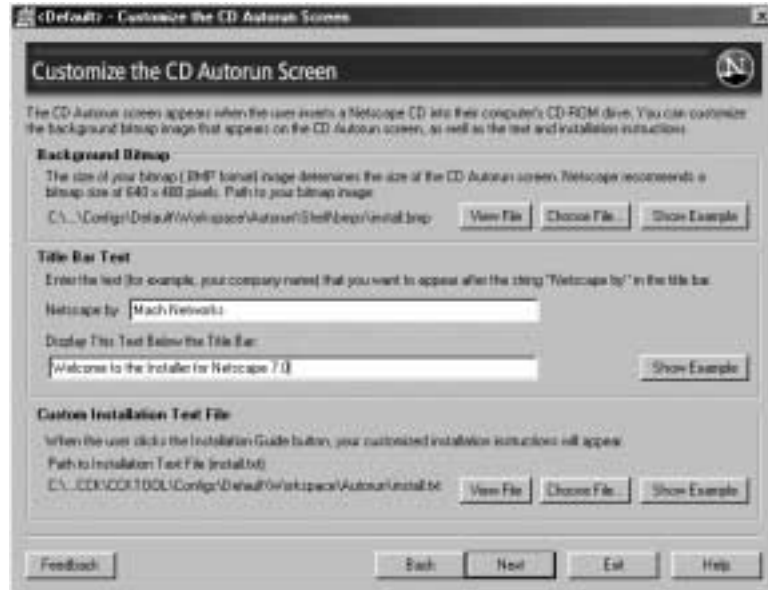 <Default> - Customize the CD Autorun Screen
Customize the CD Autorun Screen
N
The CD Autorun screen appears when the user inserts a Netscape CD into their computer's CD-ROM drive. You can customize
the background bitmap image that appears on the CD Autorun screen, as well as the text and installation instructions.
Background Bitmap
The size of your bitmap (.BMP format) image determines the size of the CD Autorun screen. Netscape recommends a
bitmap size of 640 x 480 pixels. Path to your bitmap image:
C:\...\Configs\Default\Workspace\Autorun\Shell\bmps\install.bmp
View File
Choose File...
Show Example
Title Bar Text
Enter the text (for example, your company name) that you want to appear after the string "Netscape by" in the title bar.
Netscape by
Mach Networks
Display This Text Below the Title Bar:
Welcome to the Installer for Netscape 7.0
Show Example
Custom Installation Text File
When the user clicks the Installation Guide button, your customized installation instructions will appear.
Path to Installation Text File (install.txt)
C:\...CCK\CCKTOOL\Configs\Default\Workspace\Autorun\install.txt
View File
Choose File...
Show Example
Feedback
Back
Next
Exit
Help